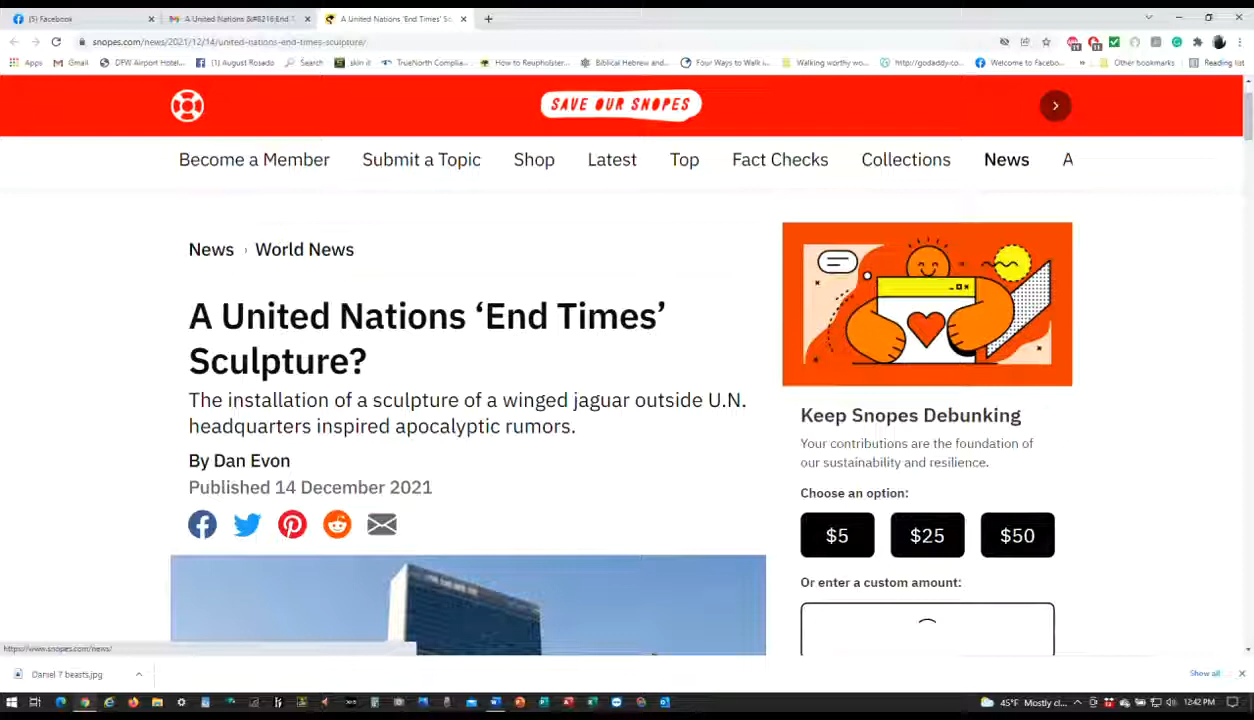 (5) Facebook
A United Nations &#8216;End T
A United Nations 'End Times' Sc
snopes.com/news/2021/12/14/united-nations-end-times-sculpture/
Apps
Gmail
DFW Airport Hotel...
(1) August Rosado
Search
skin it
TrueNorth Complia...
How to Reupholster...
Biblical Hebrew and...
Four Ways to Walk i...
Walking worthy wo...
http://godaddy.co...
Welcome to Facebo...
»
Other bookmarks
Reading list
SAVE OUR SNOPES
Become a Member
Submit a Topic
Shop
Latest
Top
Fact Checks
Collections
News
A
News › World News
A United Nations ‘End Times’
Sculpture?
The installation of a sculpture of a winged jaguar outside U.N.
headquarters inspired apocalyptic rumors.
By Dan Evon
Published 14 December 2021
Keep Snopes Debunking
Your contributions are the foundation of
our sustainability and resilience.
Choose an option:
$5
$25
$50
Or enter a custom amount:
https://www.snopes.com/news/
Daniel 7 beasts.jpg
Show all
45°F Mostly cl...
12:42 PM